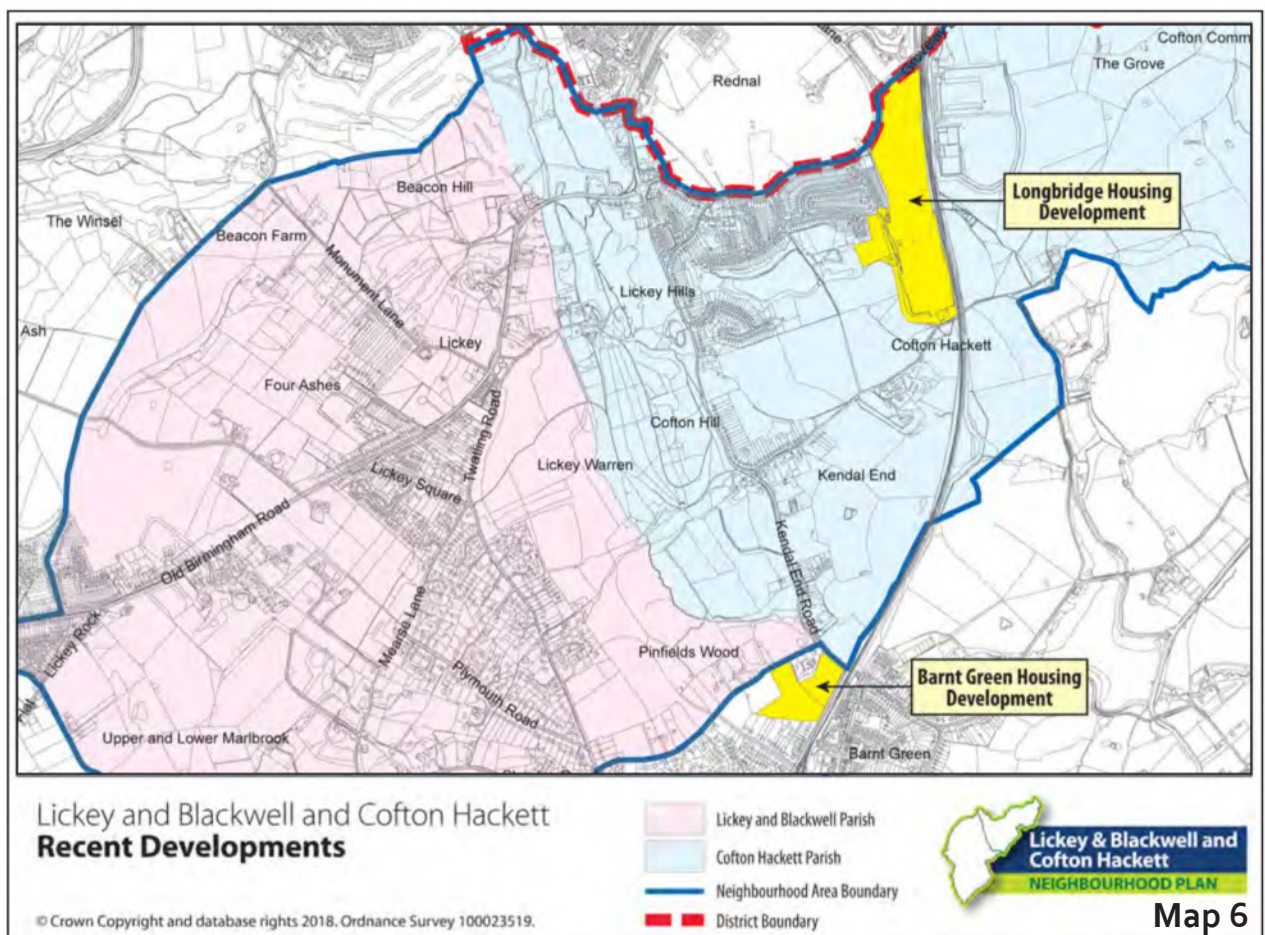 Cofton Comm
The Grove
Rednal
Longbridge Housing
Development
Beacon Hill
The Winsel
Beacon Farm
Monument Lane
Lickey Hills
Ash
Lickey
Cofton Hackett
Four Ashes
Twatling Road
Cofton Hill
Lickey Warren
Lickey Square
Kendal End
Old Birmingham Road
Kendal End Road
Mearse Lane
Lickey Rock
Pinfields Wood
Plymouth Road
Barnt Green Housing
Development
Upper and Lower Marlbrook
Barnt Green
Lickey and Blackwell and Cofton Hackett
Recent Developments
© Crown Copyright and database rights 2018. Ordnance Survey 100023519.
Lickey and Blackwell Parish
Cofton Hackett Parish
Neighbourhood Area Boundary
District Boundary
Lickey & Blackwell and
Cofton Hackett
NEIGHBOURHOOD PLAN
Map 6